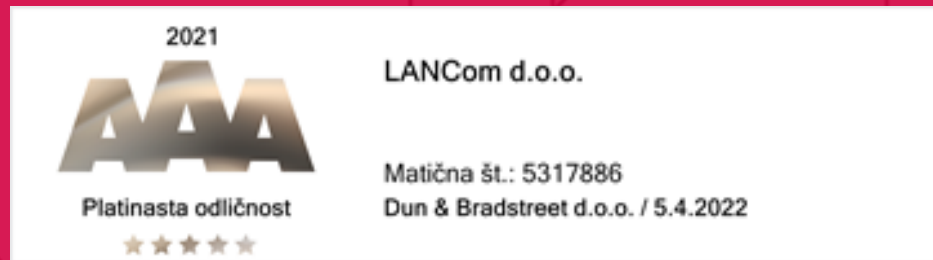 2021
AAA
Platinasta odličnost
LANCom d.o.o.
Matična št.: 5317886
Dun & Bradstreet d.o.o. / 5.4.2022